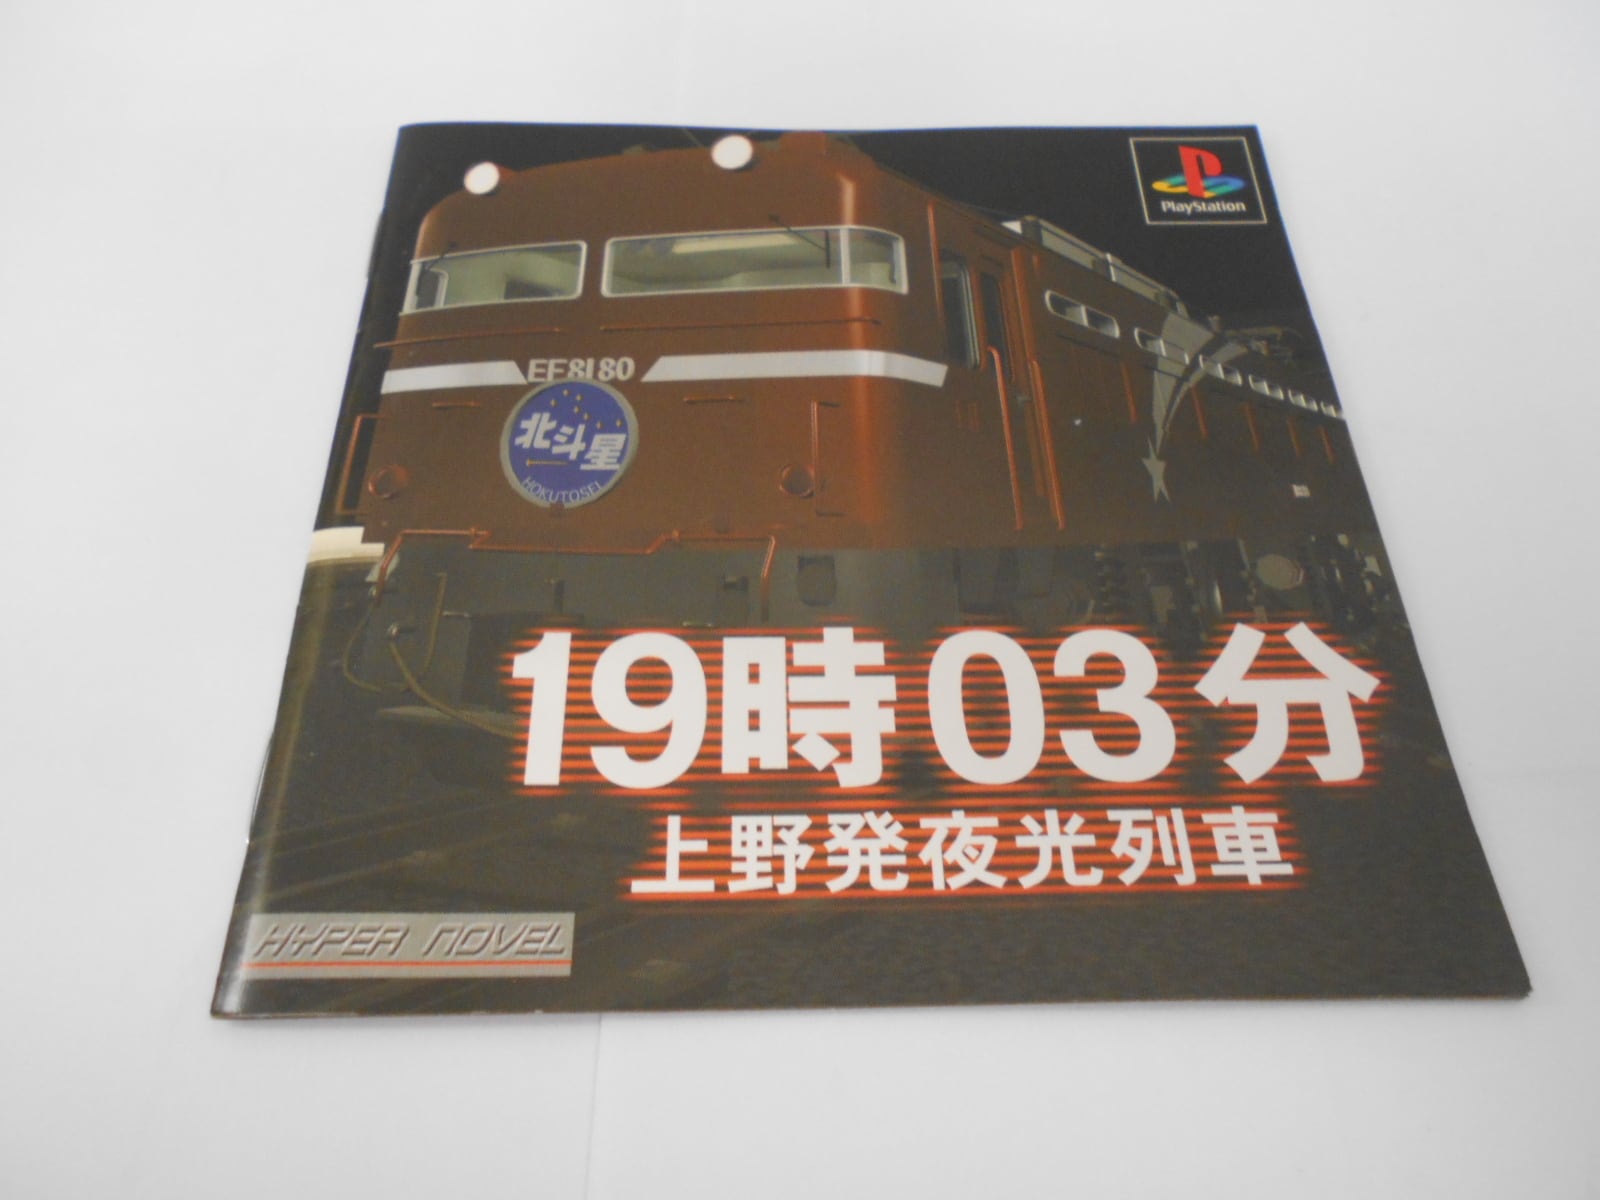 PlayStation
EF8180
北斗星
HOKUTOSEI
19時03分
上野発夜光列車
HYPER NOVEL